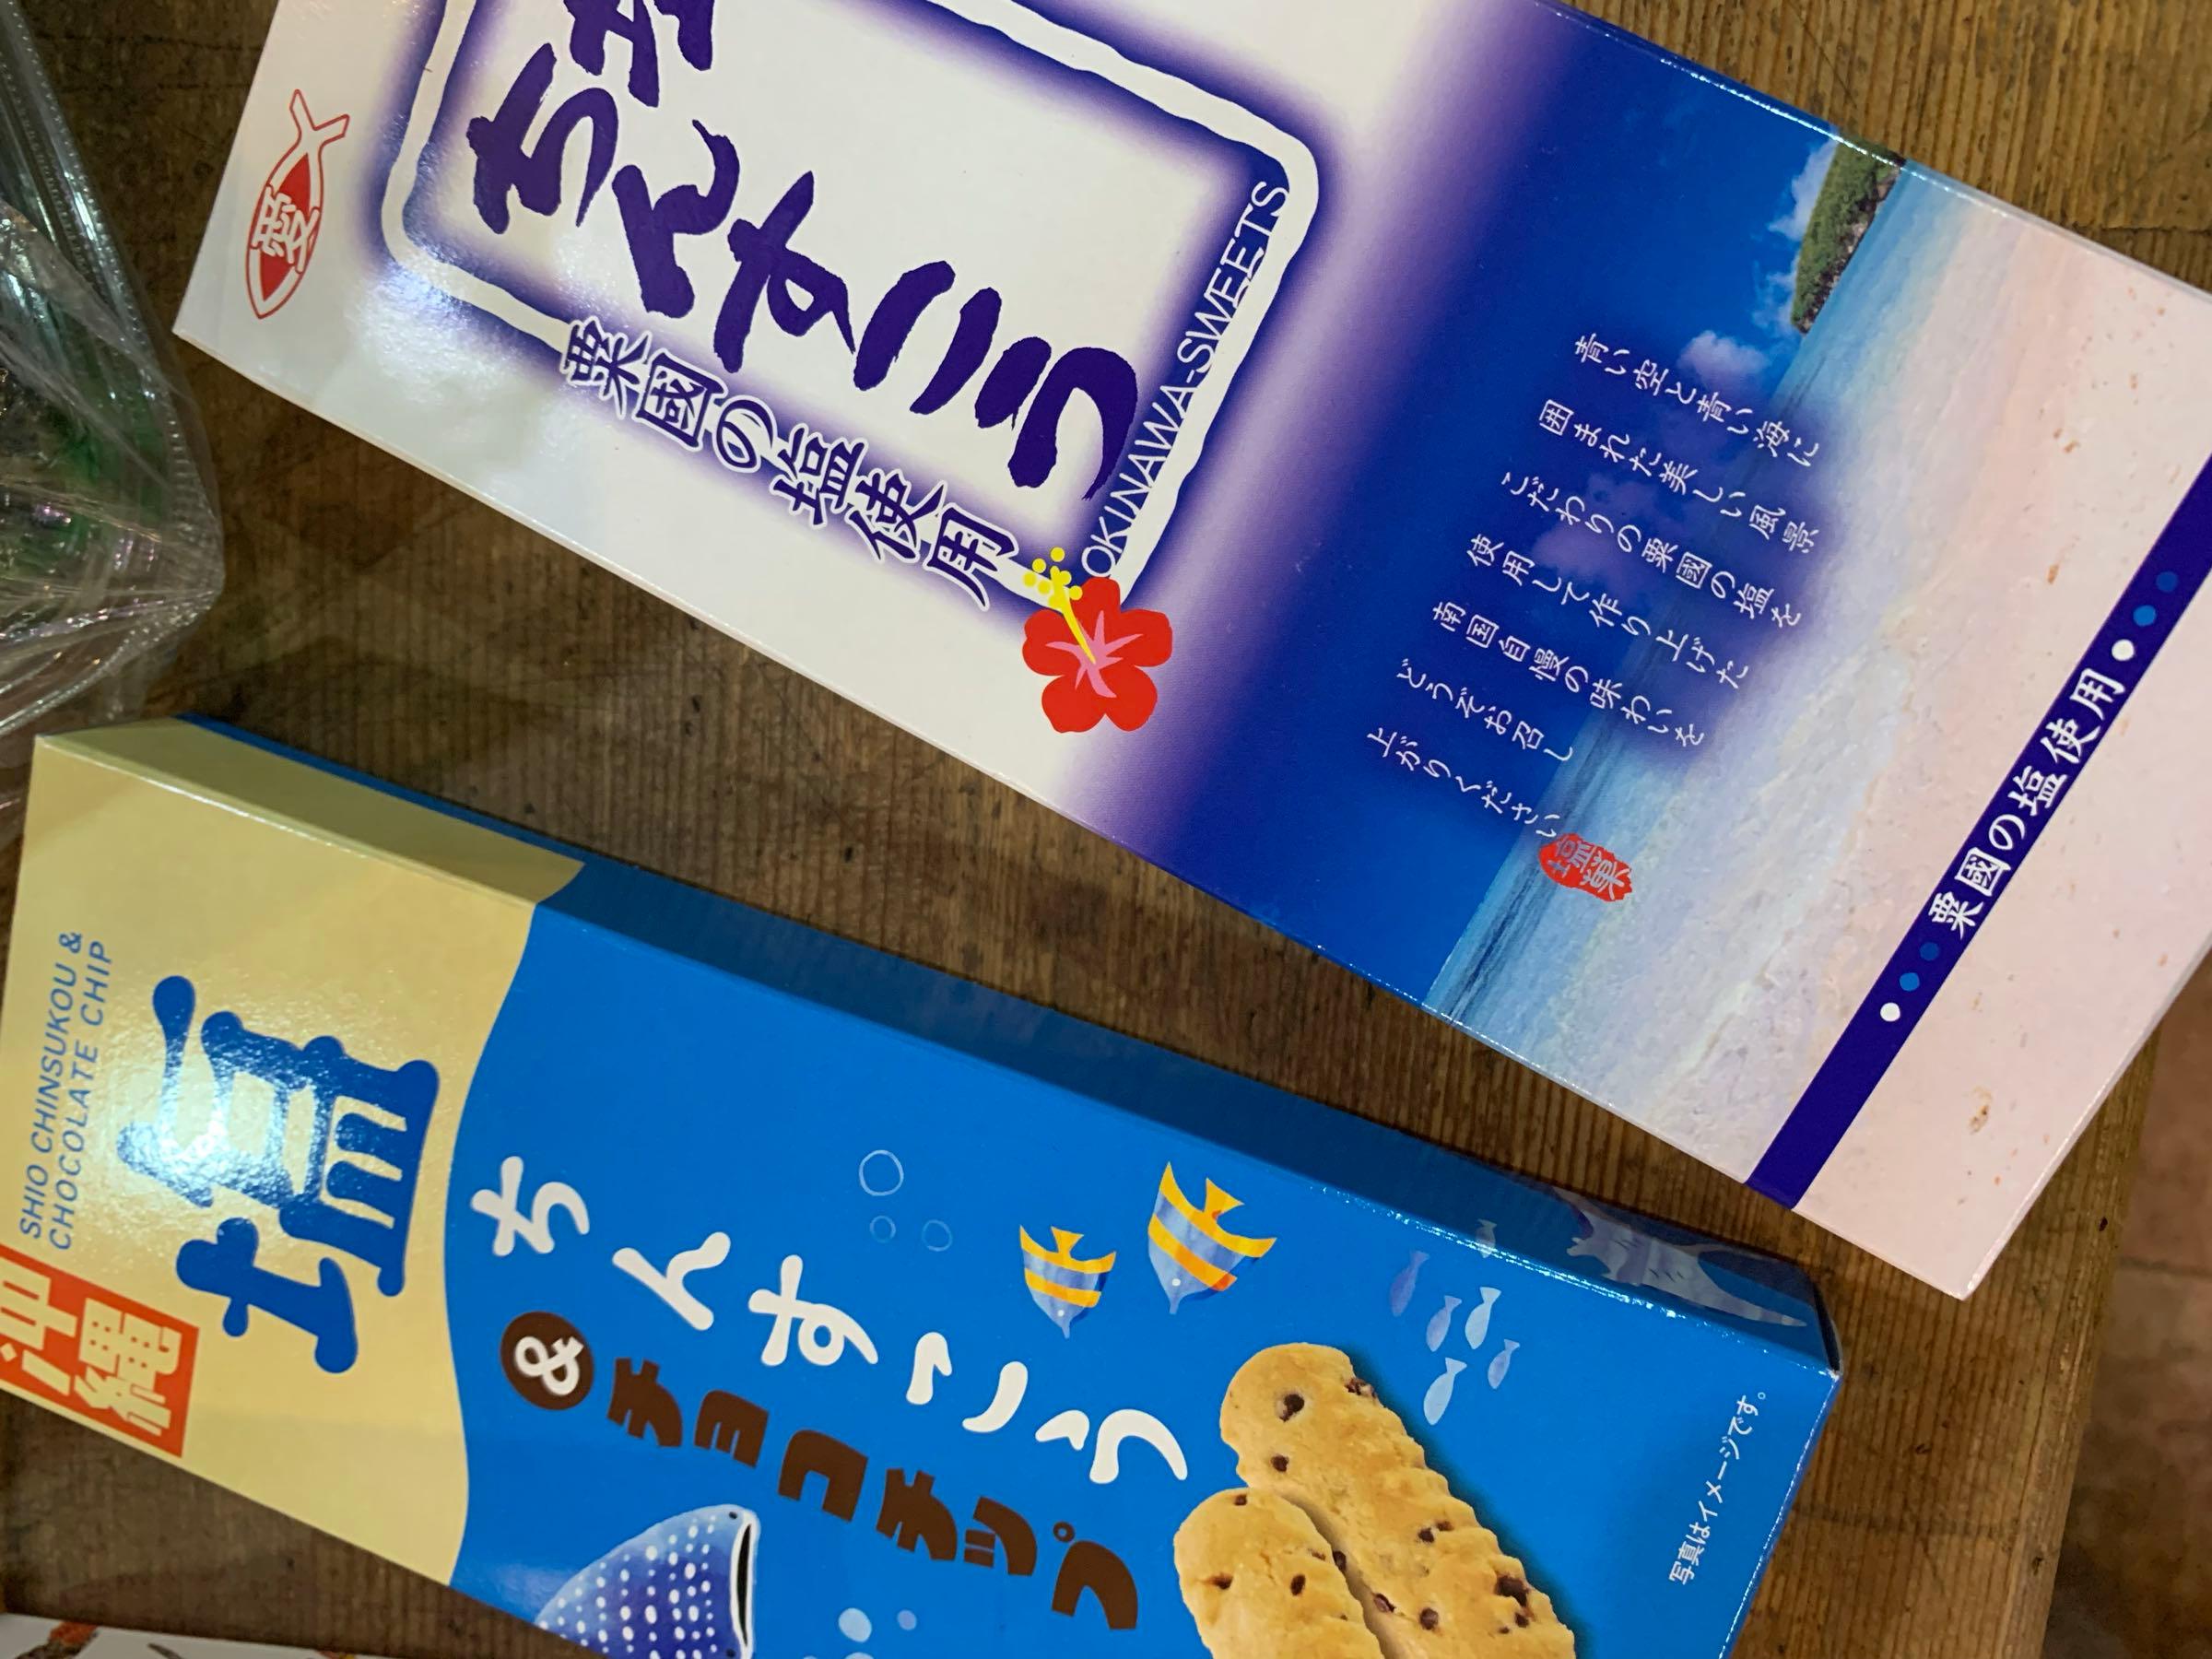 愛
ちんすこう
粟國の塩使用
OKINAWA-SWEETS
青い空と青い海に
囲まれた美しい風景
こだわりの粟國の塩を
使用して作り上げた
南国自慢の味わいを
どうぞお召し
上がりください
塩菓
粟國の塩使用
SHIO CHINSUKOU &
CHOCOLATE CHIP
沖縄
塩
ちんすこう
&チョコチップ
写真はイメージです。